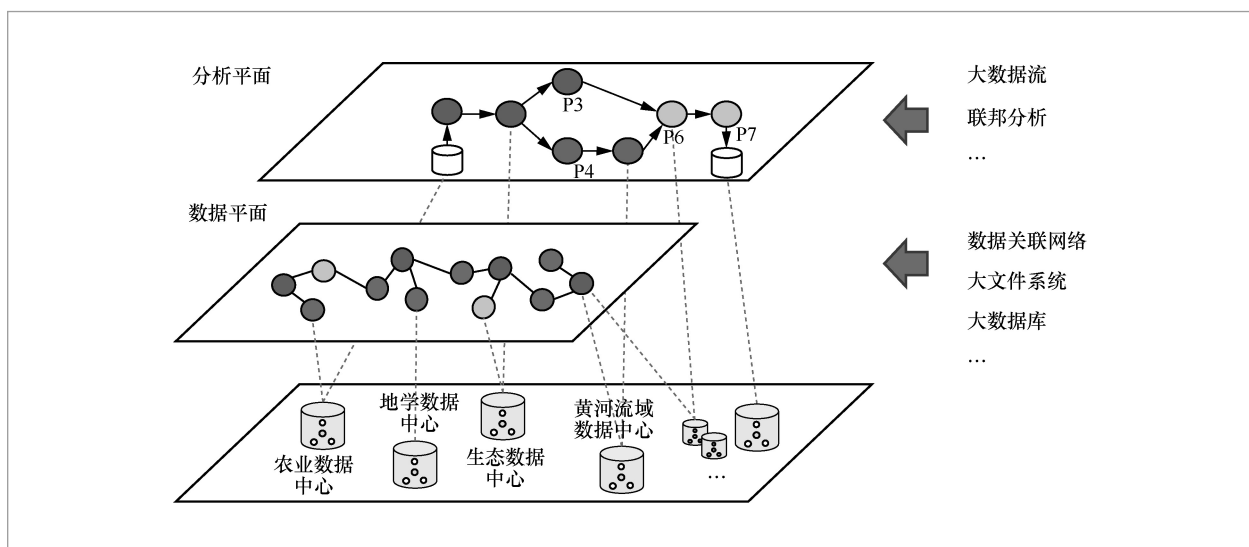 分析平面
P3
P4
P6
P7
大数据流
联邦分析
…
数据平面
数据关联网络
大文件系统
大数据库
…
农业数据
中心
地学数据
中心
生态数据
中心
黄河流域
数据中心
…